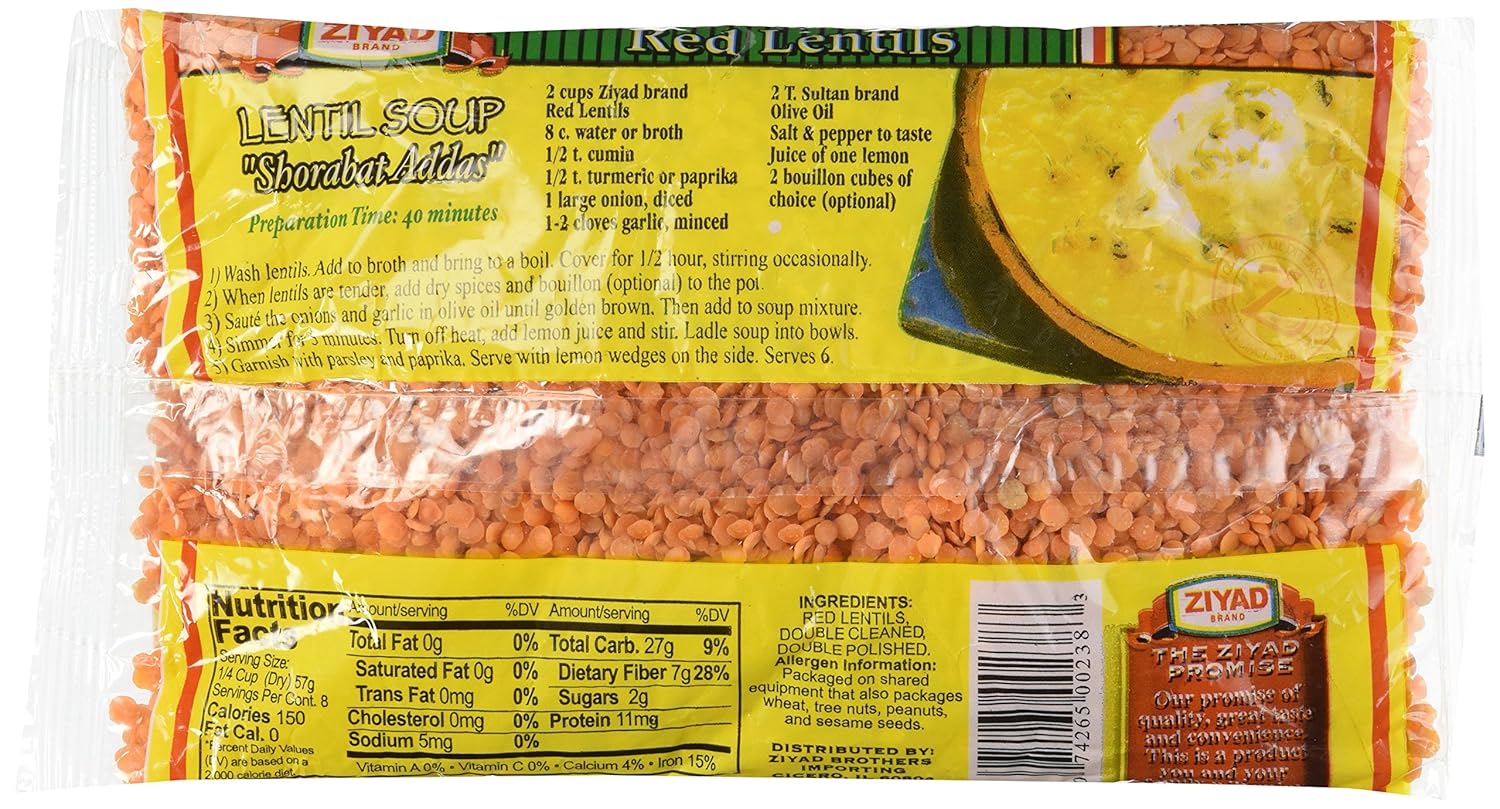 ZIYAD
BRAND
Red Lentils
LENTIL SOUP
"Shorabat Addas"
Preparation Time: 40 minutes
2 cups Ziyad brand
Red Lentils
8 c. water or broth
1/2 t. cumin
1/2 t. turmeric or paprika
1 large onion, diced
1-2 cloves garlic, minced
2 T. Sultan brand
Olive Oil
Salt & pepper to taste
Juice of one lemon
2 bouillon cubes of
choice (optional)
1) Wash lentils. Add to broth and bring to a boil. Cover for 1/2 hour, stirring occasionally.
2) When lentils are tender, add dry spices and bouillon (optional) to the pot.
3) Sauté the onions and garlic in olive oil until golden brown. Then add to soup mixture.
4) Simmer for 5 minutes. Turn off heat, add lemon juice and stir. Ladle soup into bowls.
5) Garnish with parsley and paprika. Serve with lemon wedges on the side. Serves 6.
Nutrition
Facts
Serving Size:
1/4 Cup (Dry) 57g
Servings Per Cont. 8
Calories 150
Fat Cal. 0
*Percent Daily Values
(DV) are based on a
2,000 calorie diet.
Amount/serving %DV Amount/serving %DV
Total Fat 0g 0% Total Carb. 27g 9%
Saturated Fat 0g 0% Dietary Fiber 7g 28%
Trans Fat 0mg 0% Sugars 2g
Cholesterol 0mg 0% Protein 11mg
Sodium 5mg 0%
Vitamin A 0% • Vitamin C 0% • Calcium 4% • Iron 15%
INGREDIENTS:
RED LENTILS,
DOUBLE CLEANED,
DOUBLE POLISHED.
Allergen Information:
Packaged on shared
equipment that also packages
wheat, tree nuts, peanuts,
and sesame seeds.
DISTRIBUTED BY:
ZIYAD BROTHERS
IMPORTING
CICERO, IL 60804
0 74265 00238 3
ZIYAD
BRAND
THE ZIYAD
PROMISE
Our promise of
quality, great taste
and convenience.
This is a product
you and your